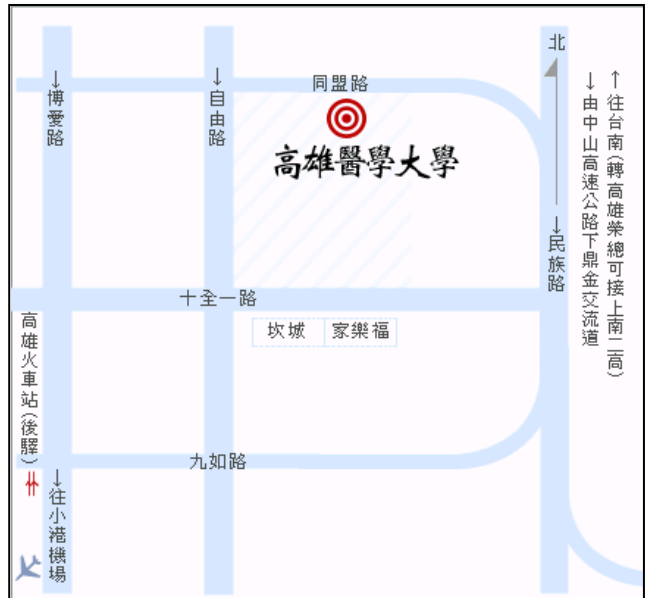 北
同盟路
↓博愛路
↓自由路
高雄醫學大學
↓由中山高速公路下鼎金交流道
↑往台南(轉高雄榮總可接上南二高)
↓民族路
十全一路
坎城 家樂福
高雄火車站(後驛)
九如路
↓往小港機場